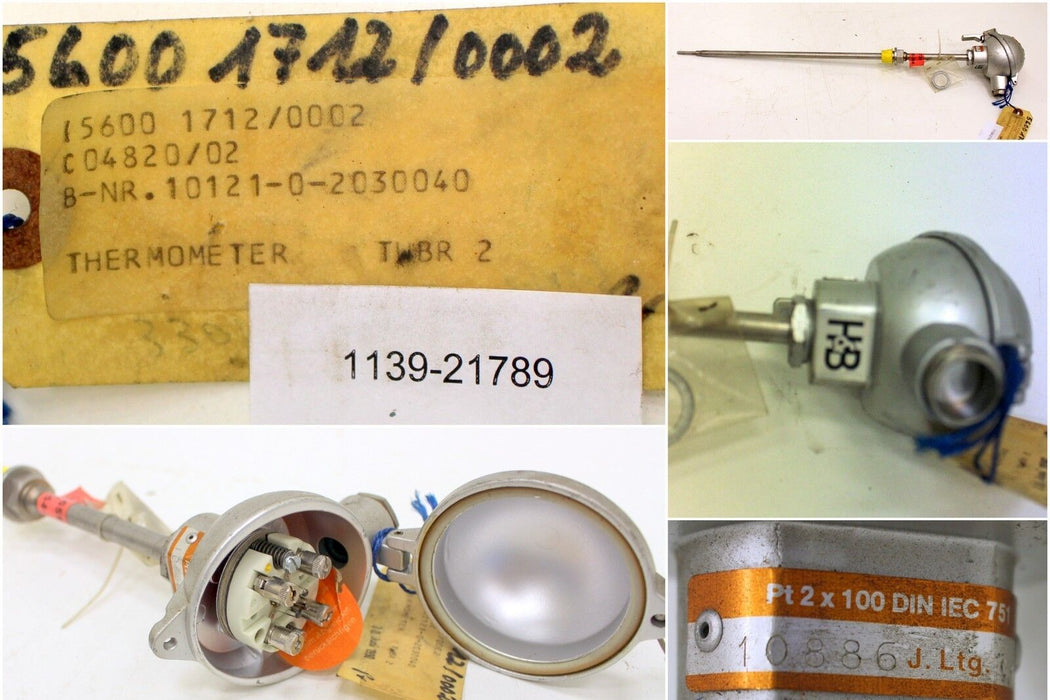 5600 1712/0002
15600 1712/0002
C04820/02
B-NR.10121-0-2030040
THERMOMETER TWBR 2
1139-21789
H&B
Pt 2 x 100 DIN IEC 751
10886 J. Ltg.